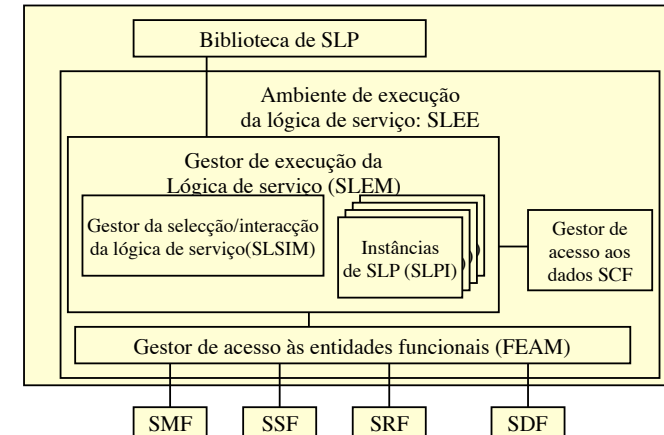 Biblioteca de SLP
Ambiente de execução
da lógica de serviço: SLEE
Gestor de execução da
Lógica de serviço (SLEM)
Gestor da selecção/interacção
da lógica de serviço(SLSIM)
Instâncias
de SLP (SLPI)
Gestor de
acesso aos
dados SCF
Gestor de acesso às entidades funcionais (FEAM)
SMF
SSF
SRF
SDF